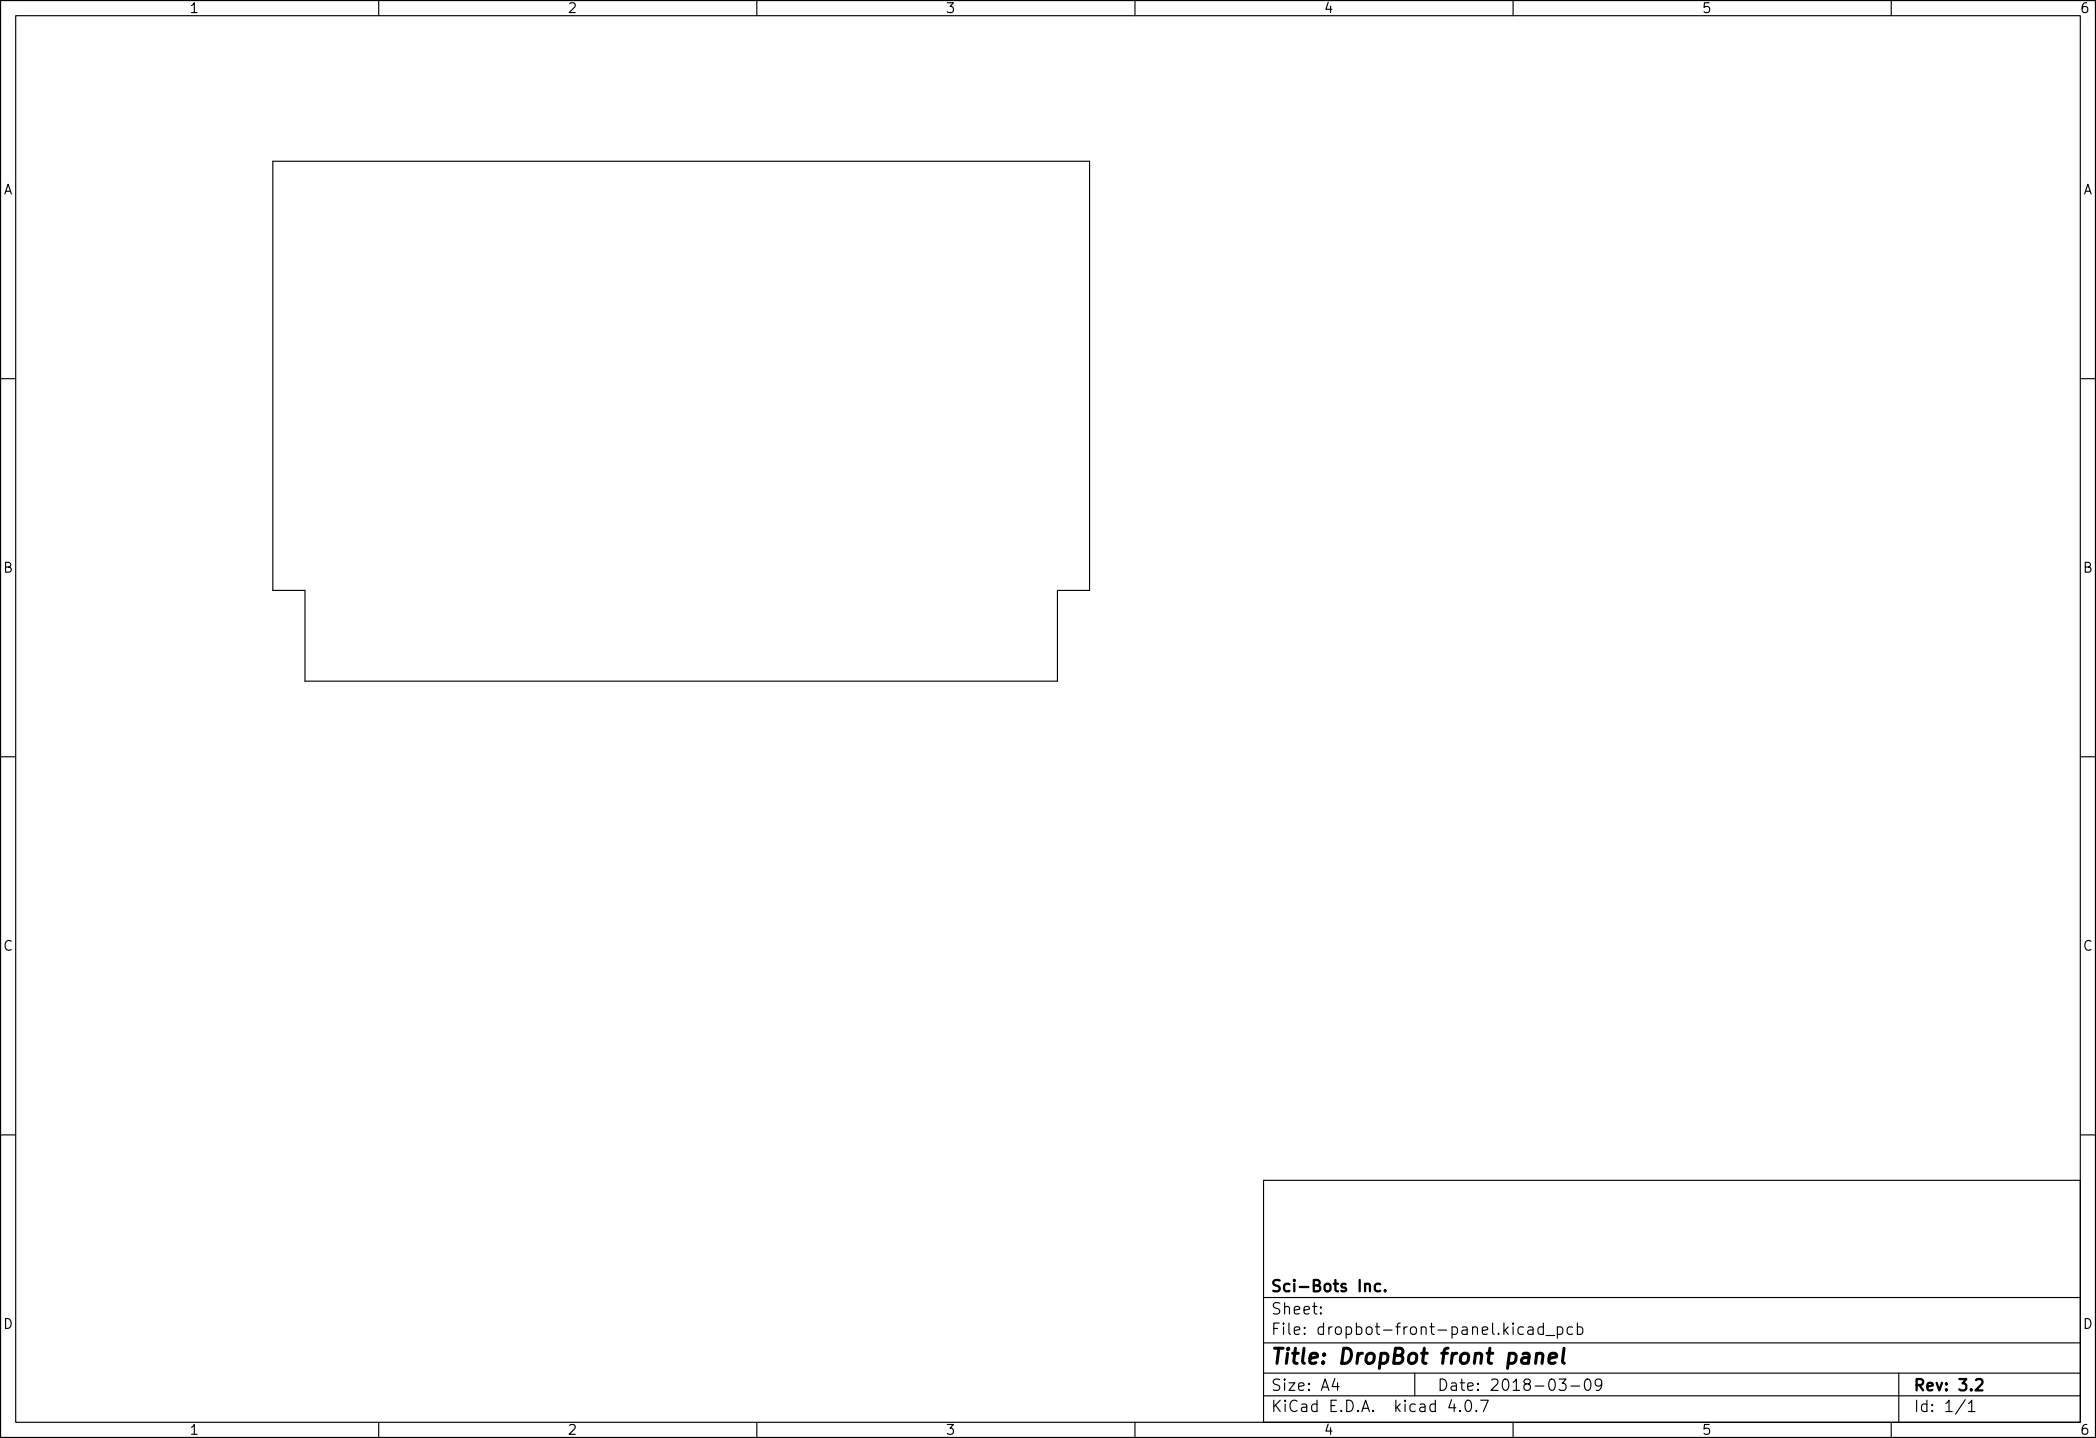 1 2 3 4 5 6
A A
B B
C C
Sci-Bots Inc.
Sheet:
D D
File: dropbot-front-panel.kicad_pcb
Title: DropBot front panel
Size: A4 Date: 2018-03-09 Rev: 3.2
KiCad E.D.A. kicad 4.0.7 Id: 1/1
1 2 3 4 5 6